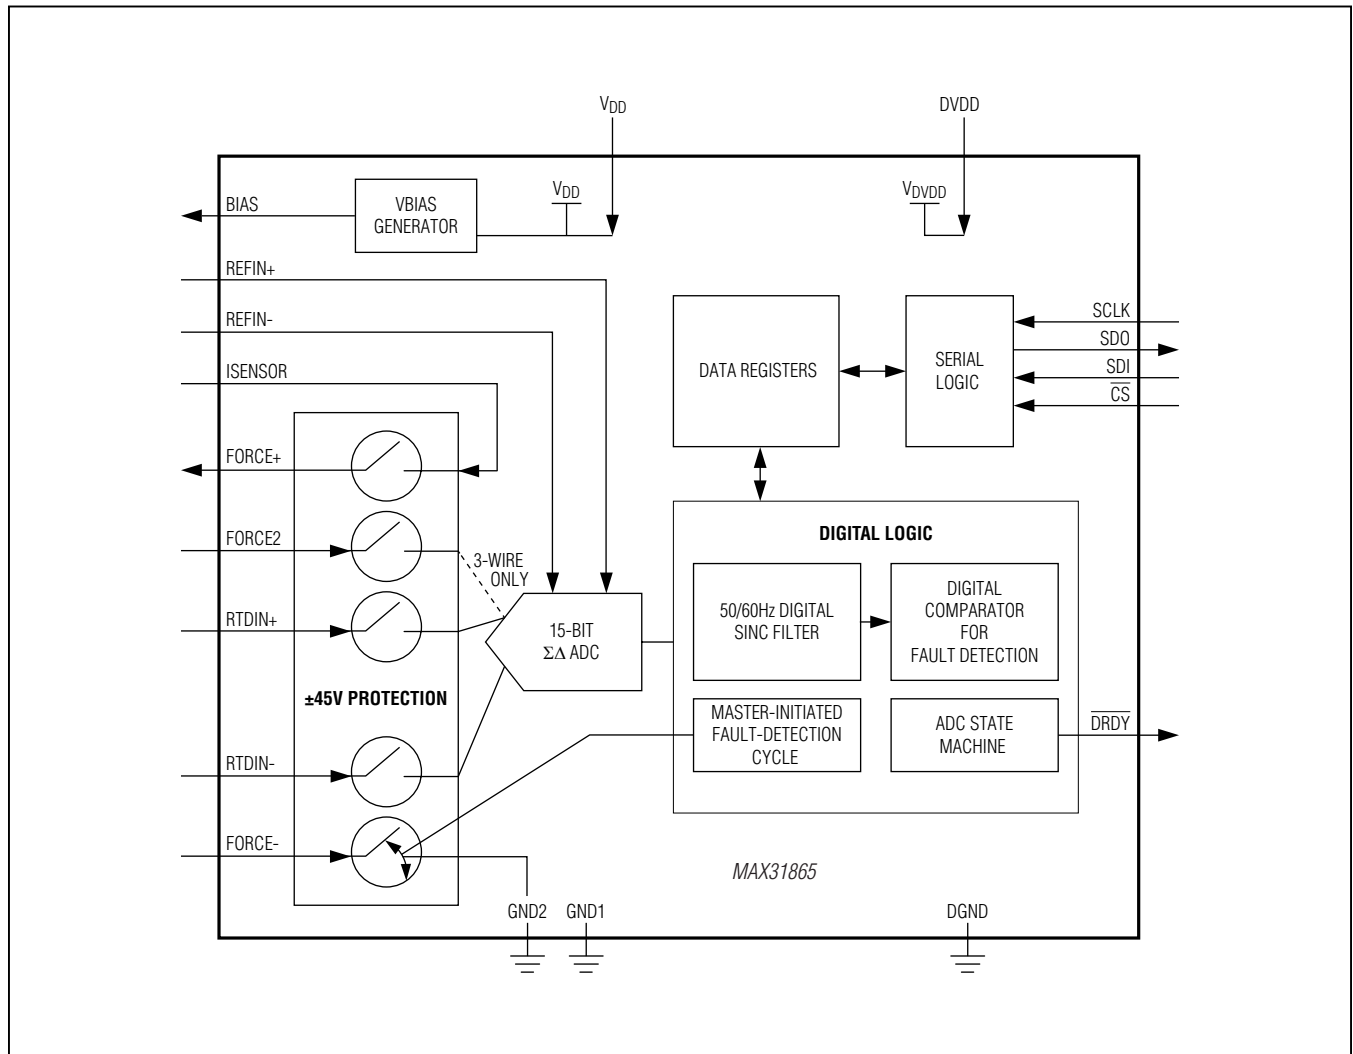 VDD
DVDD
BIAS
VBIAS
GENERATOR
VDD
VDVDD
REFIN+
REFIN-
ISENSOR
FORCE+
FORCE2
3-WIRE
ONLY
RTDIN+
15-BIT
ΣΔ ADC
±45V PROTECTION
RTDIN-
FORCE-
GND2
GND1
DATA REGISTERS
SERIAL
LOGIC
SCLK
SDO
SDI
C̅S̅
DIGITAL LOGIC
50/60Hz DIGITAL
SINC FILTER
DIGITAL
COMPARATOR
FOR
FAULT DETECTION
MASTER-INITIATED
FAULT-DETECTION
CYCLE
ADC STATE
MACHINE
D̅R̅D̅Y̅
MAX31865
DGND